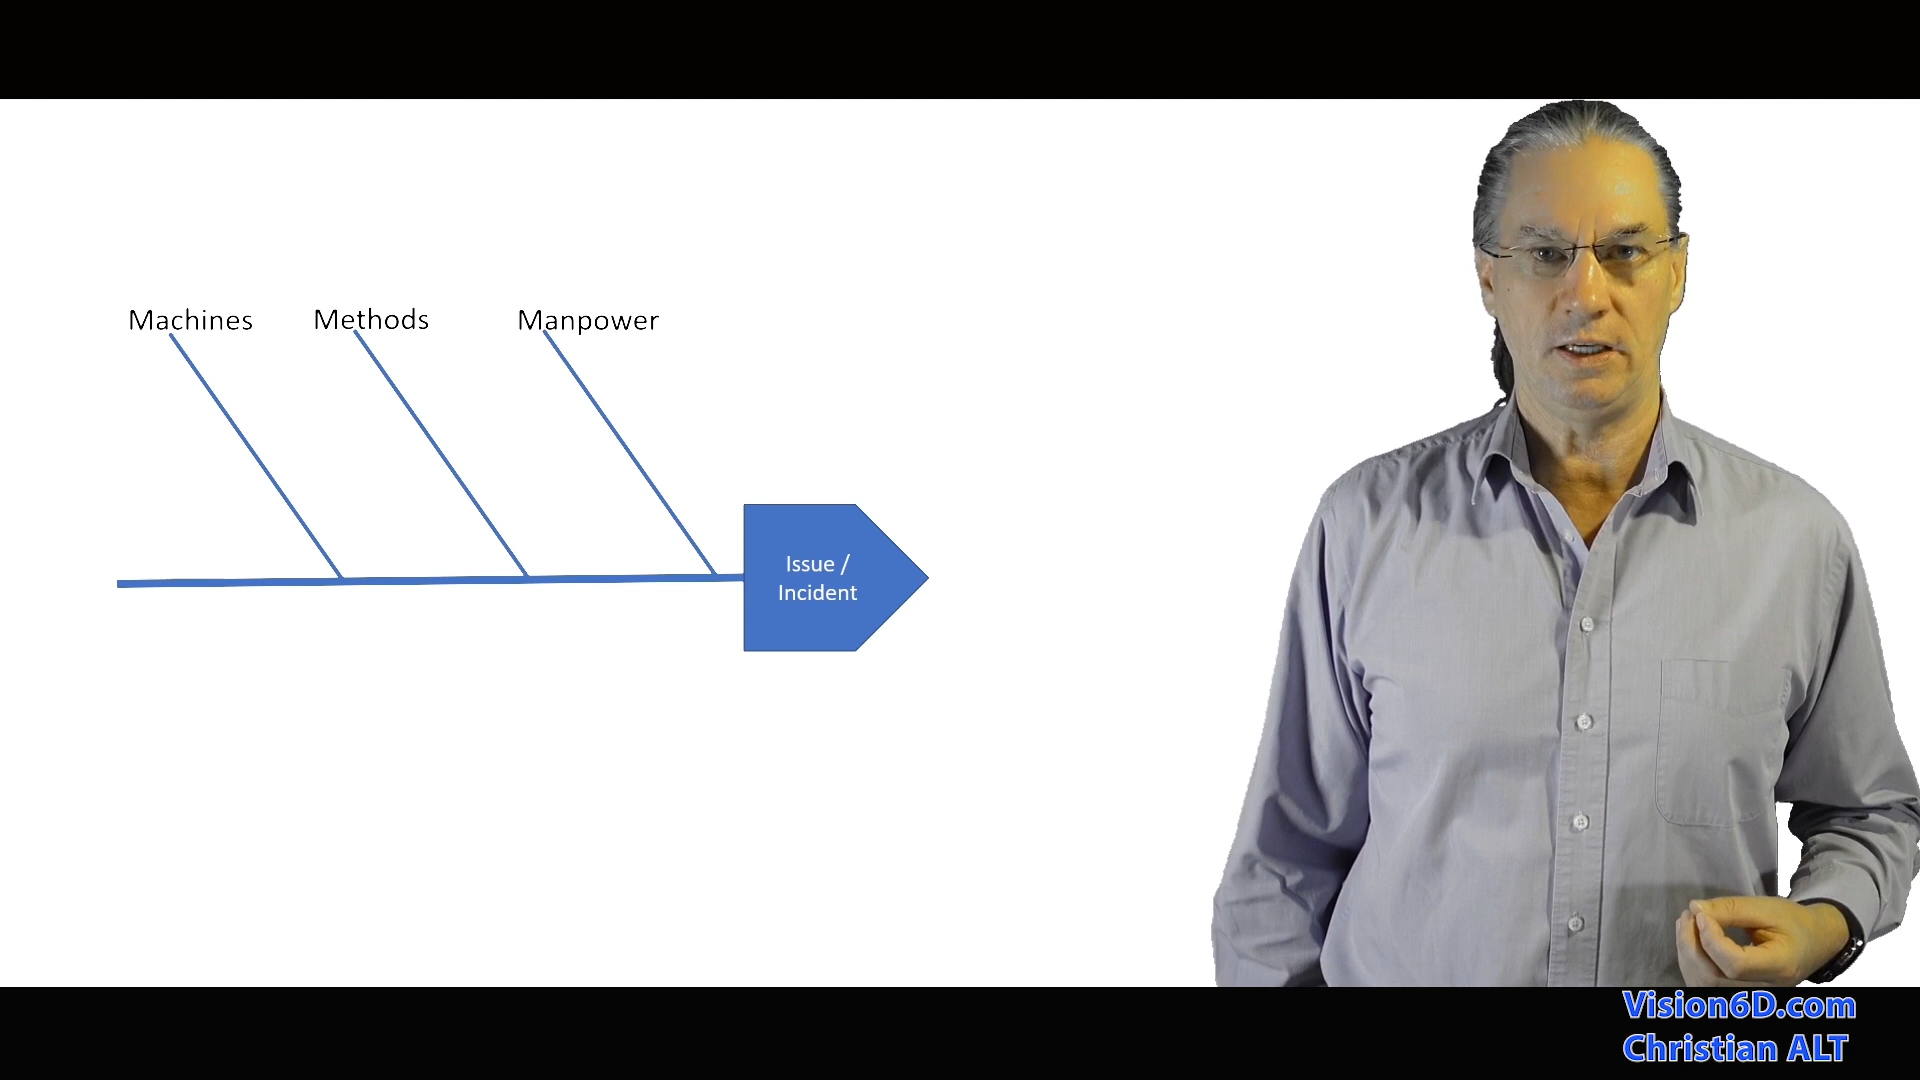 Machines
Methods
Manpower
Issue /
Incident
Vision6D.com
Christian ALT